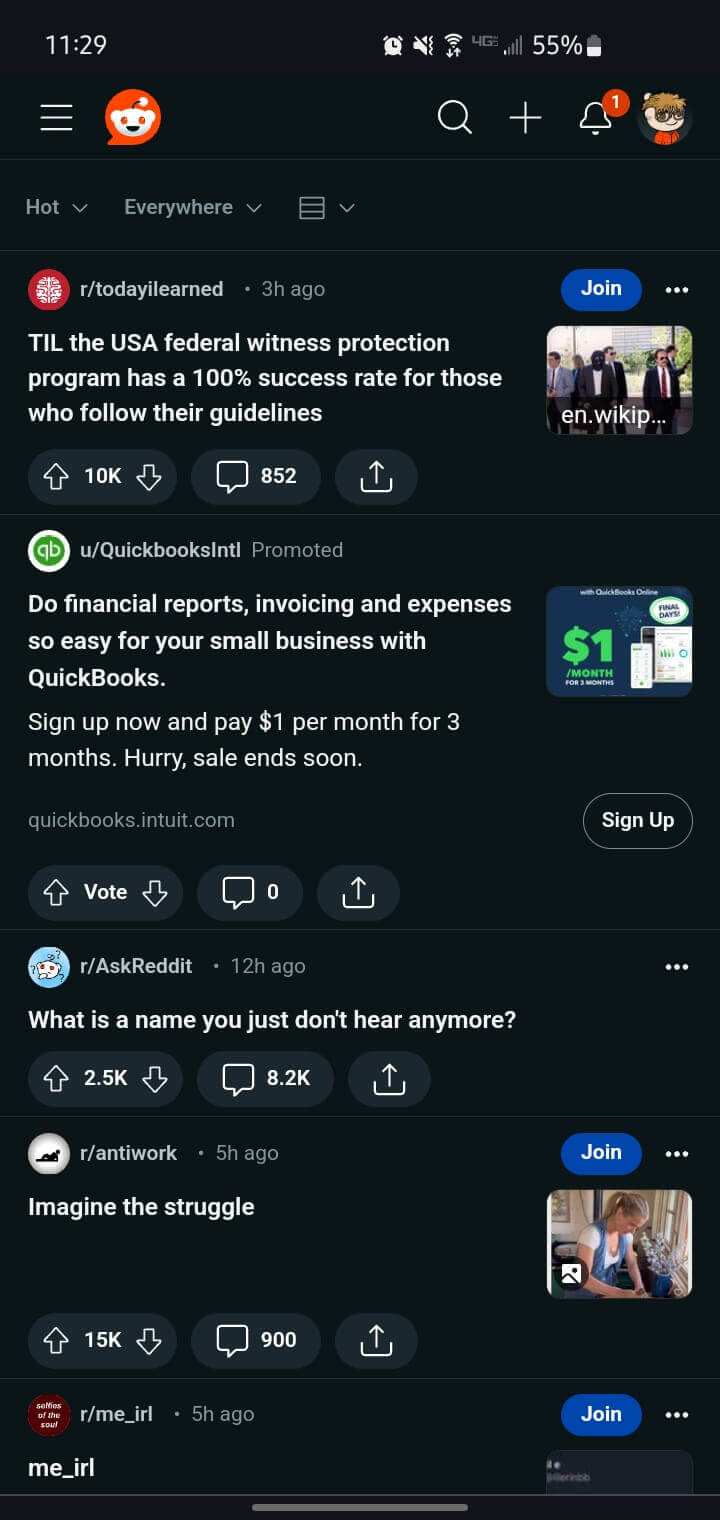 11:29
4GE 55%
1
Hot Everywhere
r/todayilearned • 3h ago Join
TIL the USA federal witness protection
program has a 100% success rate for those
who follow their guidelines
en.wikip...
10K 852
qb u/QuickbooksIntl Promoted
Do financial reports, invoicing and expenses
so easy for your small business with
QuickBooks.
with QuickBooks Online
FINAL
DAYS!
$1
/MONTH
FOR 3 MONTHS
Sign up now and pay $1 per month for 3
months. Hurry, sale ends soon.
quickbooks.intuit.com Sign Up
Vote 0
r/AskReddit • 12h ago
What is a name you just don't hear anymore?
2.5K 8.2K
r/antiwork • 5h ago Join
Imagine the struggle
15K 900
selfies
of the
soul
r/me_irl • 5h ago Join
me_irl